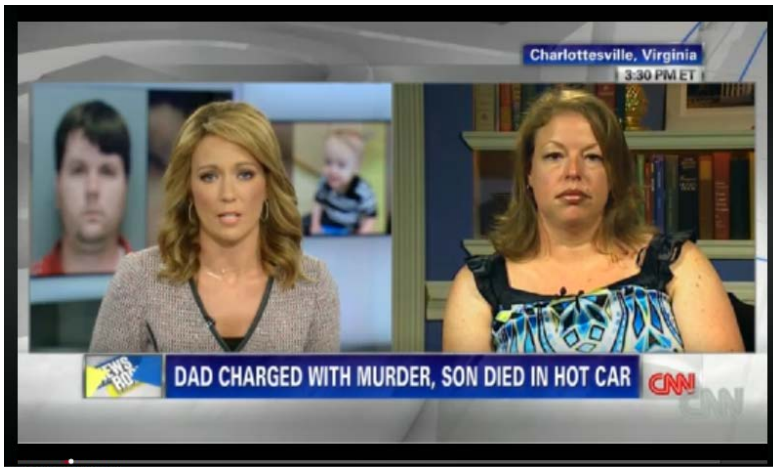 Charlottesville, Virginia
3:30 PM ET
NEWS
ROOM
DAD CHARGED WITH MURDER, SON DIED IN HOT CAR
CNN
CNN